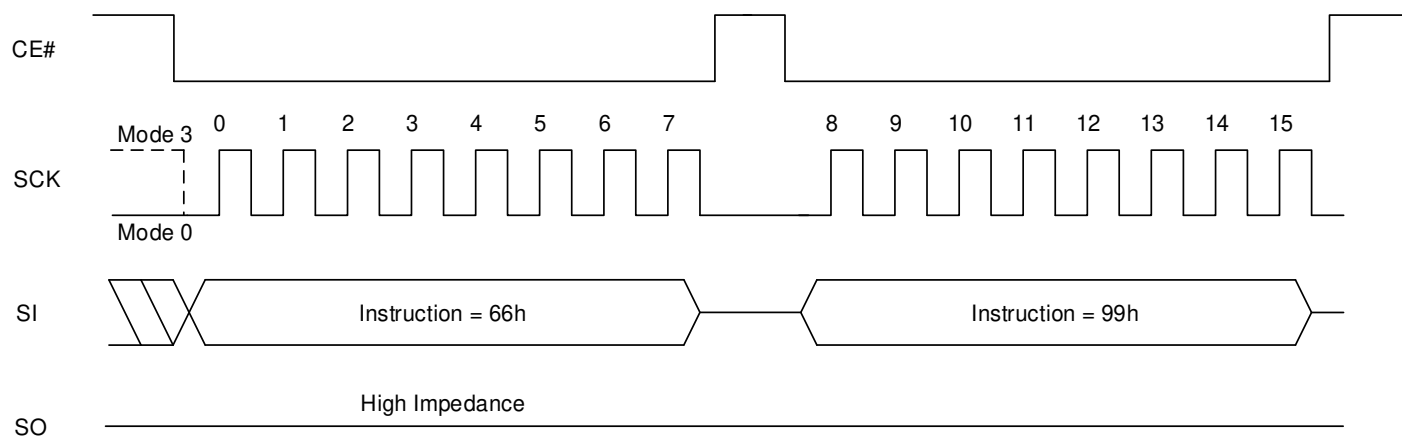 CE#
Mode 3
0 1 2 3 4 5 6 7 8 9 10 11 12 13 14 15
SCK
Mode 0
SI
Instruction = 66h
Instruction = 99h
High Impedance
SO